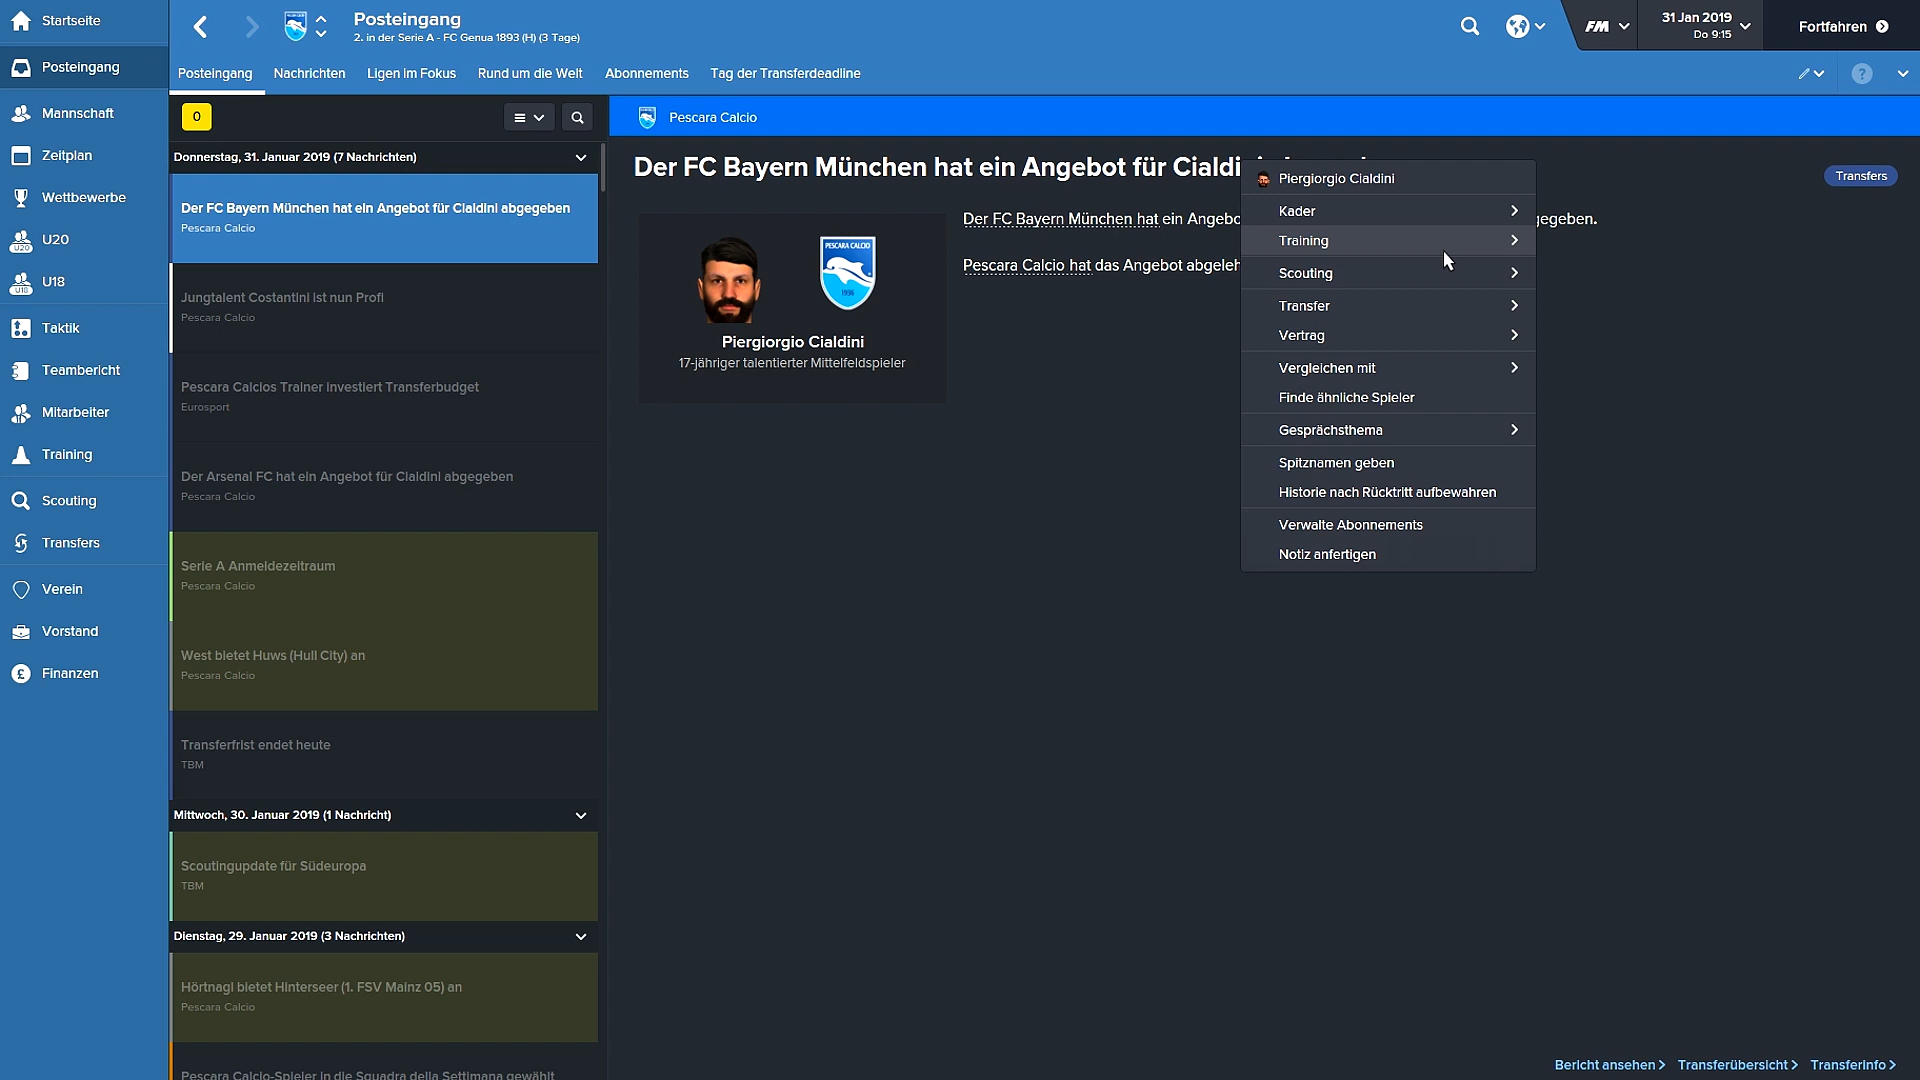 Startseite
Posteingang
Mannschaft
Zeitplan
Wettbewerbe
U20
U18
Taktik
Teambericht
Mitarbeiter
Training
Scouting
Transfers
Verein
Vorstand
Finanzen
Posteingang
2. in der Serie A - FC Genua 1893 (H) (3 Tage)
FM
31 Jan 2019
Do 9:15
Fortfahren
Posteingang
Nachrichten
Ligen im Fokus
Rund um die Welt
Abonnements
Tag der Transferdeadline
?
0
Donnerstag, 31. Januar 2019 (7 Nachrichten)
Der FC Bayern München hat ein Angebot für Cialdini abgegeben
Pescara Calcio
Jungtalent Costantini ist nun Profi
Pescara Calcio
Pescara Calcios Trainer investiert Transferbudget
Eurosport
Der Arsenal FC hat ein Angebot für Cialdini abgegeben
Pescara Calcio
Serie A Anmeldezeitraum
Pescara Calcio
West bietet Huws (Hull City) an
Pescara Calcio
Transferfrist endet heute
TBM
Mittwoch, 30. Januar 2019 (1 Nachricht)
Scoutingupdate für Südeuropa
TBM
Dienstag, 29. Januar 2019 (3 Nachrichten)
Hörtnagl bietet Hinterseer (1. FSV Mainz 05) an
Pescara Calcio
Pescara Calcio-Spieler in die Squadra della Settimana gewählt
Pescara Calcio
Der FC Bayern München hat ein Angebot für Cialdi
Transfers
PESCARA CALCIO
1936
Piergiorgio Cialdini
17-jähriger talentierter Mittelfeldspieler
Der FC Bayern München hat ein Angebo
gegeben.
Pescara Calcio hat das Angebot abgeleh
Piergiorgio Cialdini
Kader
Training
Scouting
Transfer
Vertrag
Vergleichen mit
Finde ähnliche Spieler
Gesprächsthema
Spitznamen geben
Historie nach Rücktritt aufbewahren
Verwalte Abonnements
Notiz anfertigen
Bericht ansehen
Transferübersicht
Transferinfo